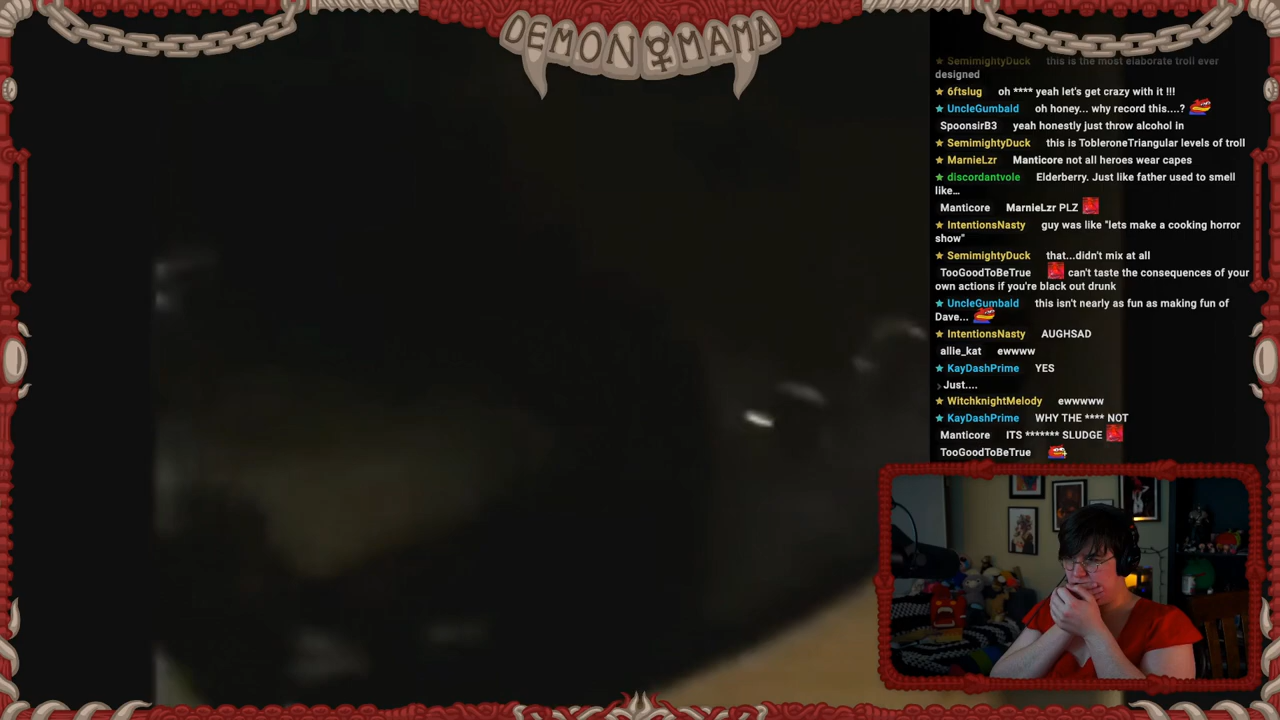 DEMON MAMA
SemimightyDuck this is the most elaborate troll ever
designed
6ftslug oh **** yeah let's get crazy with it !!!
UncleGumbald oh honey... why record this....?
SpoonsirB3 yeah honestly just throw alcohol in
SemimightyDuck this is TobleroneTriangular levels of troll
MarnieLzr Manticore not all heroes wear capes
discordantvole Elderberry. Just like father used to smell
like…
Manticore MarnieLzr PLZ
IntentionsNasty guy was like "lets make a cooking horror
show"
SemimightyDuck that...didn't mix at all
TooGoodToBeTrue can't taste the consequences of your
own actions if you're black out drunk
UncleGumbald this isn't nearly as fun as making fun of
Dave...
IntentionsNasty AUGHSAD
allie_kat ewwww
KayDashPrime YES
Just....
WitchknightMelody ewwwww
KayDashPrime WHY THE **** NOT
Manticore ITS ******* SLUDGE
TooGoodToBeTrue